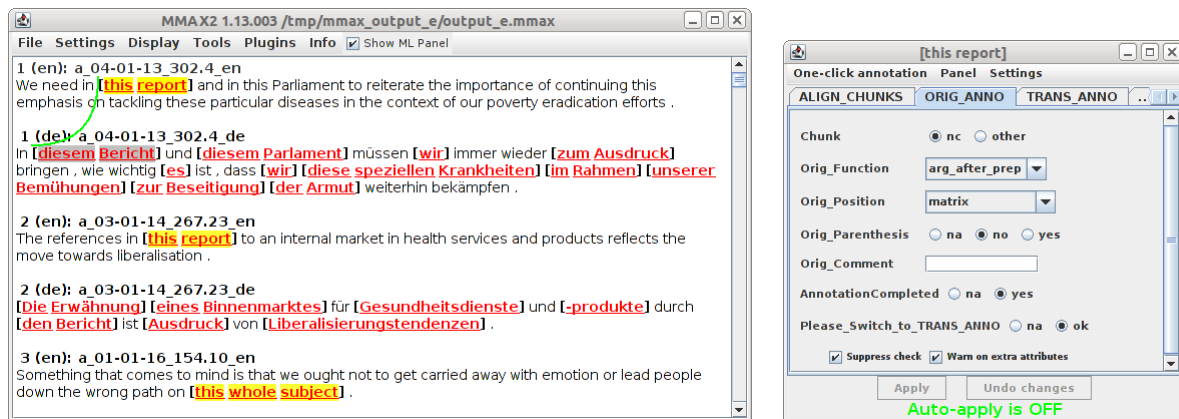 MMAX2 1.13.003 /tmp/mmax_output_e/output_e.mmax
File Settings Display Tools Plugins Info Show ML Panel
1 (en): a_04-01-13_302.4_en
We need in [this report] and in this Parliament to reiterate the importance of continuing this
emphasis on tackling these particular diseases in the context of our poverty eradication efforts .
1 (de): a_04-01-13_302.4_de
In [diesem Bericht] und [diesem Parlament] müssen [wir] immer wieder [zum Ausdruck]
bringen , wie wichtig [es] ist , dass [wir] [diese speziellen Krankheiten] [im Rahmen] [unserer
Bemühungen] [zur Beseitigung] [der Armut] weiterhin bekämpfen .
2 (en): a_03-01-14_267.23_en
The references in [this report] to an internal market in health services and products reflects the
move towards liberalisation .
2 (de): a_03-01-14_267.23_de
[Die Erwähnung] [eines Binnenmarktes] für [Gesundheitsdienste] und [-produkte] durch
[den Bericht] ist [Ausdruck] von [Liberalisierungstendenzen] .
3 (en): a_01-01-16_154.10_en
Something that comes to mind is that we ought not to get carried away with emotion or lead people
down the wrong path on [this whole subject] .
[this report]
One-click annotation Panel Settings
ALIGN_CHUNKS ORIG_ANNO TRANS_ANNO ..
Chunk nc other
Orig_Function arg_after_prep
Orig_Position matrix
Orig_Parenthesis na no yes
Orig_Comment
AnnotationCompleted na yes
Please_Switch_to_TRANS_ANNO na ok
Suppress check Warn on extra attributes
Apply Undo changes
Auto-apply is OFF